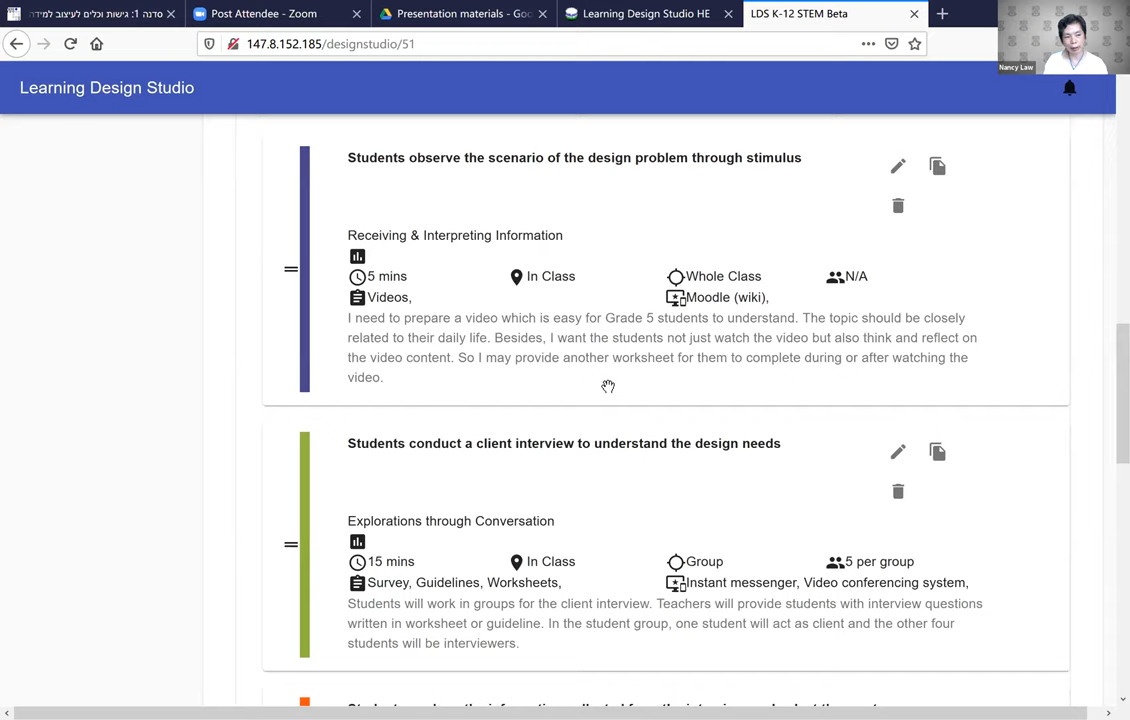 סדנה 1: גישות וכלים לעיצוב למידה
Post Attendee - Zoom
Presentation materials - Goo
Learning Design Studio HE
LDS K-12 STEM Beta
147.8.152.185/designstudio/51
Nancy Law
Learning Design Studio
Students observe the scenario of the design problem through stimulus
Receiving & Interpreting Information
5 mins In Class Whole Class N/A
Videos, Moodle (wiki),
I need to prepare a video which is easy for Grade 5 students to understand. The topic should be closely
related to their daily life. Besides, I want the students not just watch the video but also think and reflect on
the video content. So I may provide another worksheet for them to complete during or after watching the
video.
Students conduct a client interview to understand the design needs
Explorations through Conversation
15 mins In Class Group 5 per group
Survey, Guidelines, Worksheets, Instant messenger, Video conferencing system,
Students will work in groups for the client interview. Teachers will provide students with interview questions
written in worksheet or guideline. In the student group, one student will act as client and the other four
students will be interviewers.